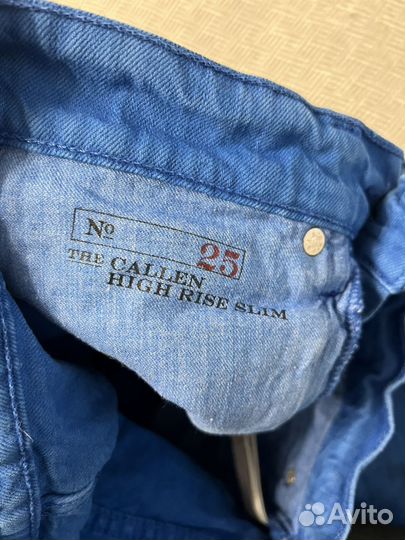 Nº 25
THE CALLEN
HIGH RISE SLIM
Avito